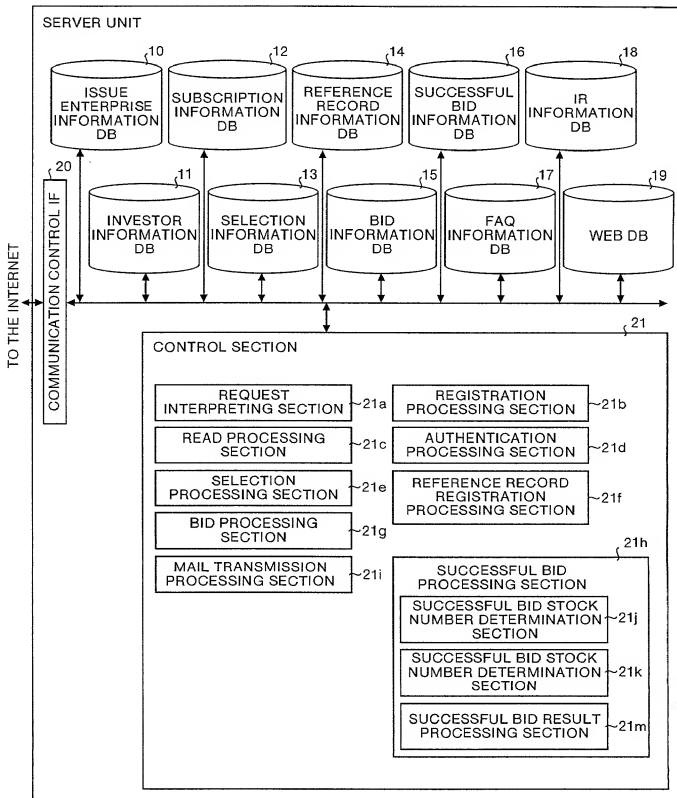 SERVER UNIT
10
12
14
16
18
ISSUE
ENTERPRISE
INFORMATION
DB
SUBSCRIPTION
INFORMATION
DB
REFERENCE
RECORD
INFORMATION
DB
SUCCESSFUL
BID
INFORMATION
DB
IR
INFORMATION
DB
20
11
13
15
17
19
INVESTOR
INFORMATION
DB
SELECTION
INFORMATION
DB
BID
INFORMATION
DB
FAQ
INFORMATION
DB
WEB DB
TO THE INTERNET
COMMUNICATION CONTROL IF
21
CONTROL SECTION
REQUEST
INTERPRETING SECTION
21a
REGISTRATION
PROCESSING SECTION
21b
READ PROCESSING
SECTION
21c
AUTHENTICATION
PROCESSING SECTION
21d
SELECTION
PROCESSING SECTION
21e
REFERENCE RECORD
REGISTRATION
PROCESSING SECTION
21f
BID PROCESSING
SECTION
21g
MAIL TRANSMISSION
PROCESSING SECTION
21i
21h
SUCCESSFUL BID
PROCESSING SECTION
SUCCESSFUL BID STOCK
NUMBER DETERMINATION
SECTION
21j
SUCCESSFUL BID STOCK
NUMBER DETERMINATION
SECTION
21k
SUCCESSFUL BID RESULT
PROCESSING SECTION
21m